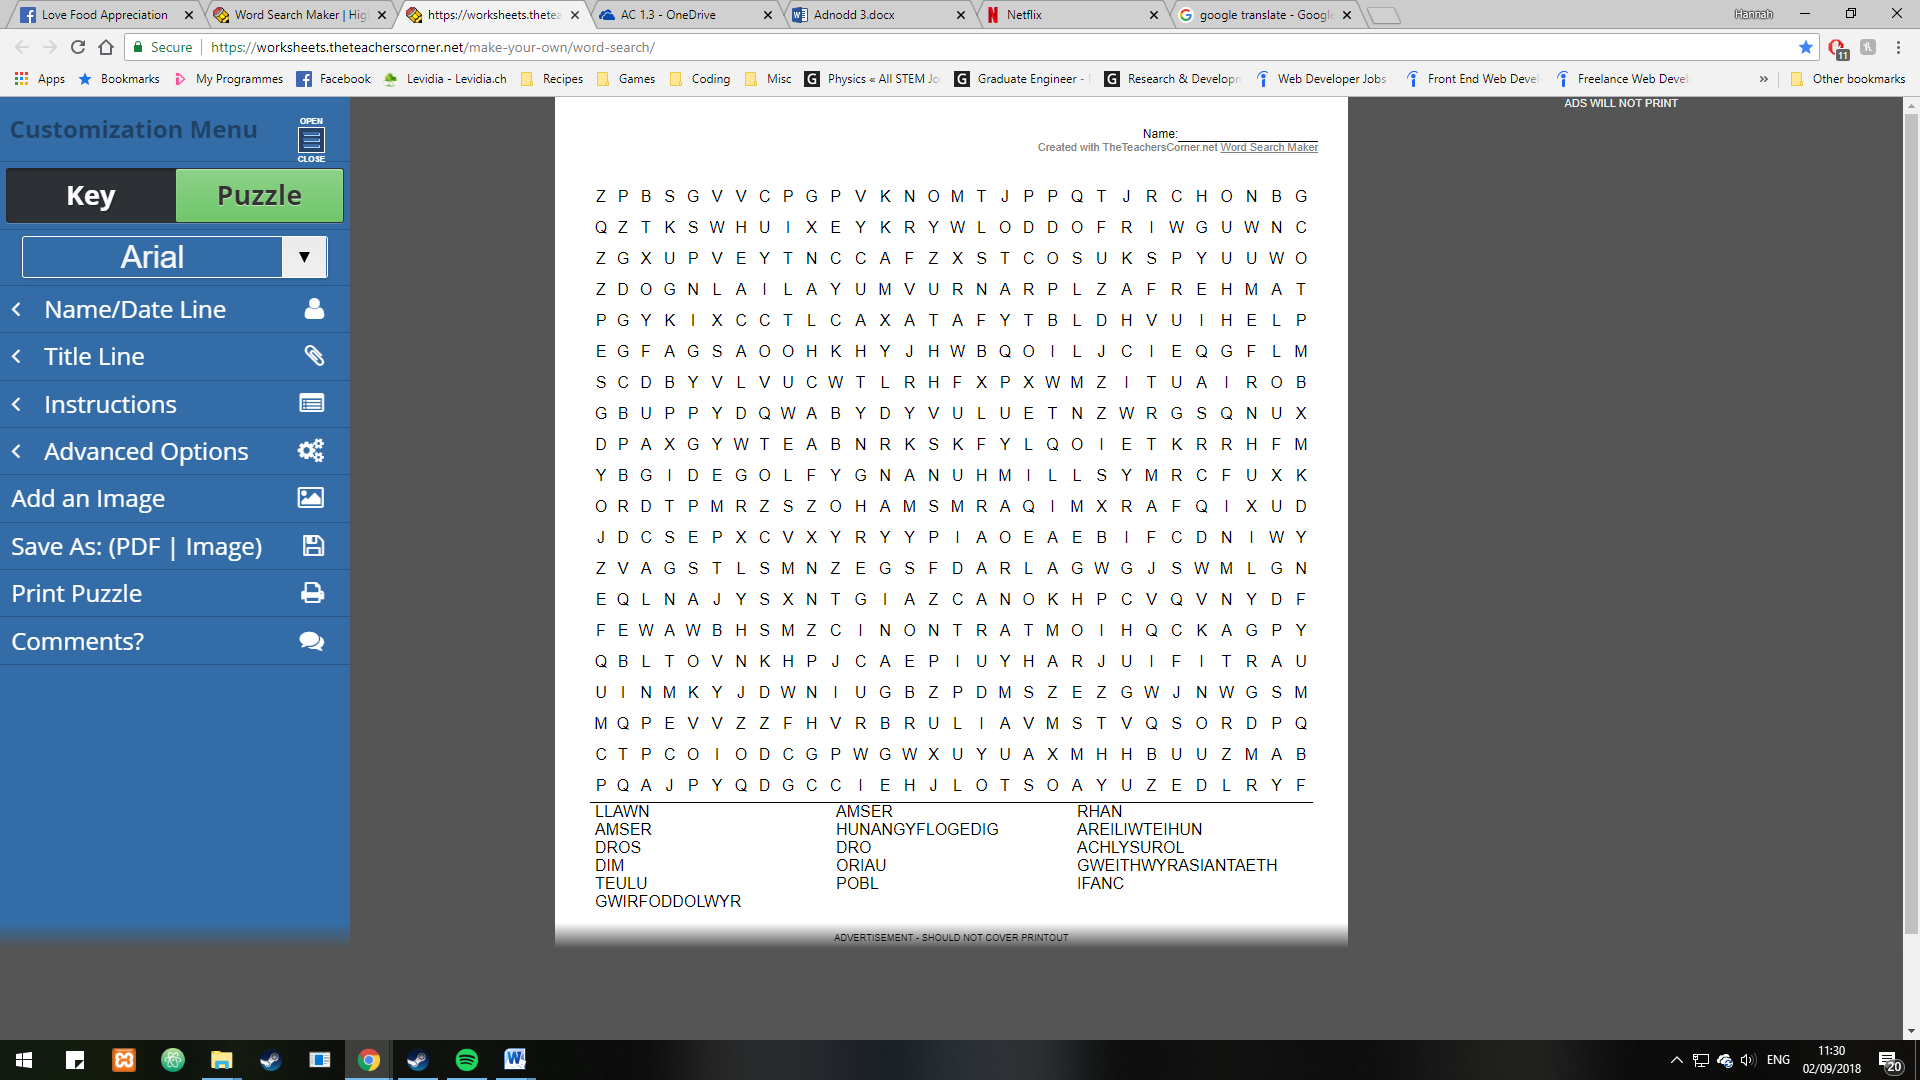 Love Food Appreciation
Word Search Maker | Hig
https://worksheets.thetea
AC 1.3 - OneDrive
Adnodd 3.docx
Netflix
google translate - Google
Hannah
Secure
https://worksheets.theteacherscorner.net/make-your-own/word-search/
11
Apps
Bookmarks
My Programmes
Facebook
Levidia - Levidia.ch
Recipes
Games
Coding
Misc
Physics « All STEM Jo
Graduate Engineer -
Research & Developn
Web Developer Jobs
Front End Web Devel
Freelance Web Devel
»
Other bookmarks
Customization Menu
OPEN
CLOSE
Key
Puzzle
Arial
Name/Date Line
Title Line
Instructions
Advanced Options
Add an Image
Save As: (PDF | Image)
Print Puzzle
Comments?
ADS WILL NOT PRINT
Name:
Created with TheTeachersCorner.net Word Search Maker
Z P B S G V V C P G P V K N O M T J P P Q T J R C H O N B G
Q Z T K S W H U I X E Y K R Y W L O D D O F R I W G U W N C
Z G X U P V E Y T N C C A F Z X S T C O S U K S P Y U U W O
Z D O G N L A I L A Y U M V U R N A R P L Z A F R E H M A T
P G Y K I X C C T L C A X A T A F Y T B L D H V U I H E L P
E G F A G S A O O H K H Y J H W B Q O I L J C I E Q G F L M
S C D B Y V L V U C W T L R H F X P X W M Z I T U A I R O B
G B U P P Y D Q W A B Y D Y V U L U E T N Z W R G S Q N U X
D P A X G Y W T E A B N R K S K F Y L Q O I E T K R R H F M
Y B G I D E G O L F Y G N A N U H M I L L S Y M R C F U X K
O R D T P M R Z S Z O H A M S M R A Q I M X R A F Q I X U D
J D C S E P X C V X Y R Y Y P I A O E A E B I F C D N I W Y
Z V A G S T L S M N Z E G S F D A R L A G W G J S W M L G N
E Q L N A J Y S X N T G I A Z C A N O K H P C V Q V N Y D F
F E W A W B H S M Z C I N O N T R A T M O I H Q C K A G P Y
Q B L T O V N K H P J C A E P I U Y H A R J U I F I T R A U
U I N M K Y J D W N I U G B Z P D M S Z E Z G W J N W G S M
M Q P E V V Z Z F H V R B R U L I A V M S T V Q S O R D P Q
C T P C O I O D C G P W G W X U Y U A X M H H B U U Z M A B
P Q A J P Y Q D G C C I E H J L O T S O A Y U Z E D L R Y F
LLAWN AMSER RHAN
AMSER HUNANGYFLOGEDIG AREILIWTEIHUN
DROS DRO ACHLYSUROL
DIM ORIAU GWEITHWYRASIANTAETH
TEULU POBL IFANC
GWIRFODDOLWYR
ADVERTISEMENT - SHOULD NOT COVER PRINTOUT
ENG
11:30
02/09/2018
20